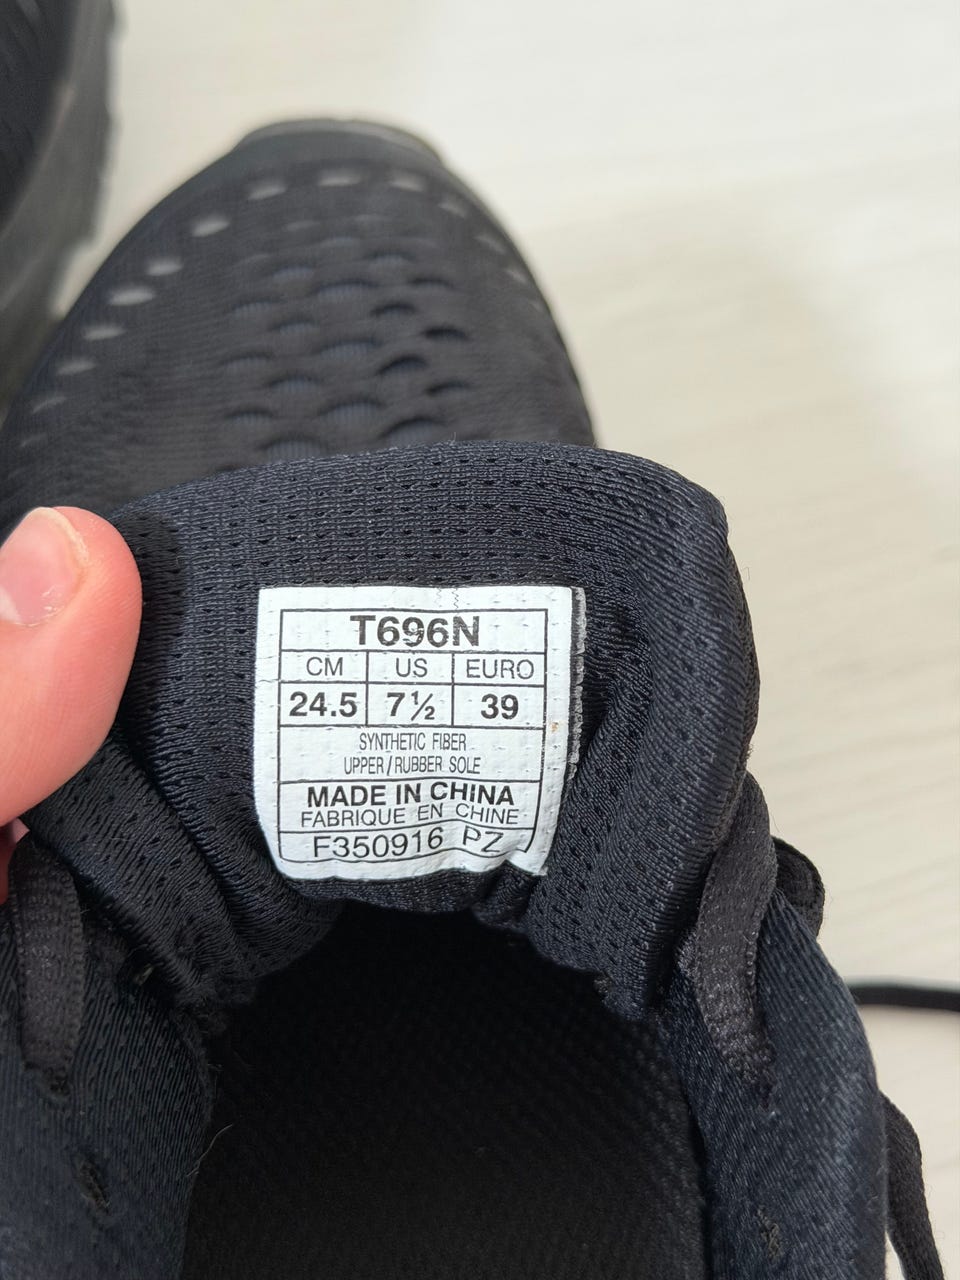 T696N
CM US EURO
24.5 7½ 39
SYNTHETIC FIBER
UPPER/RUBBER SOLE
MADE IN CHINA
FABRIQUE EN CHINE
F350916 PZ